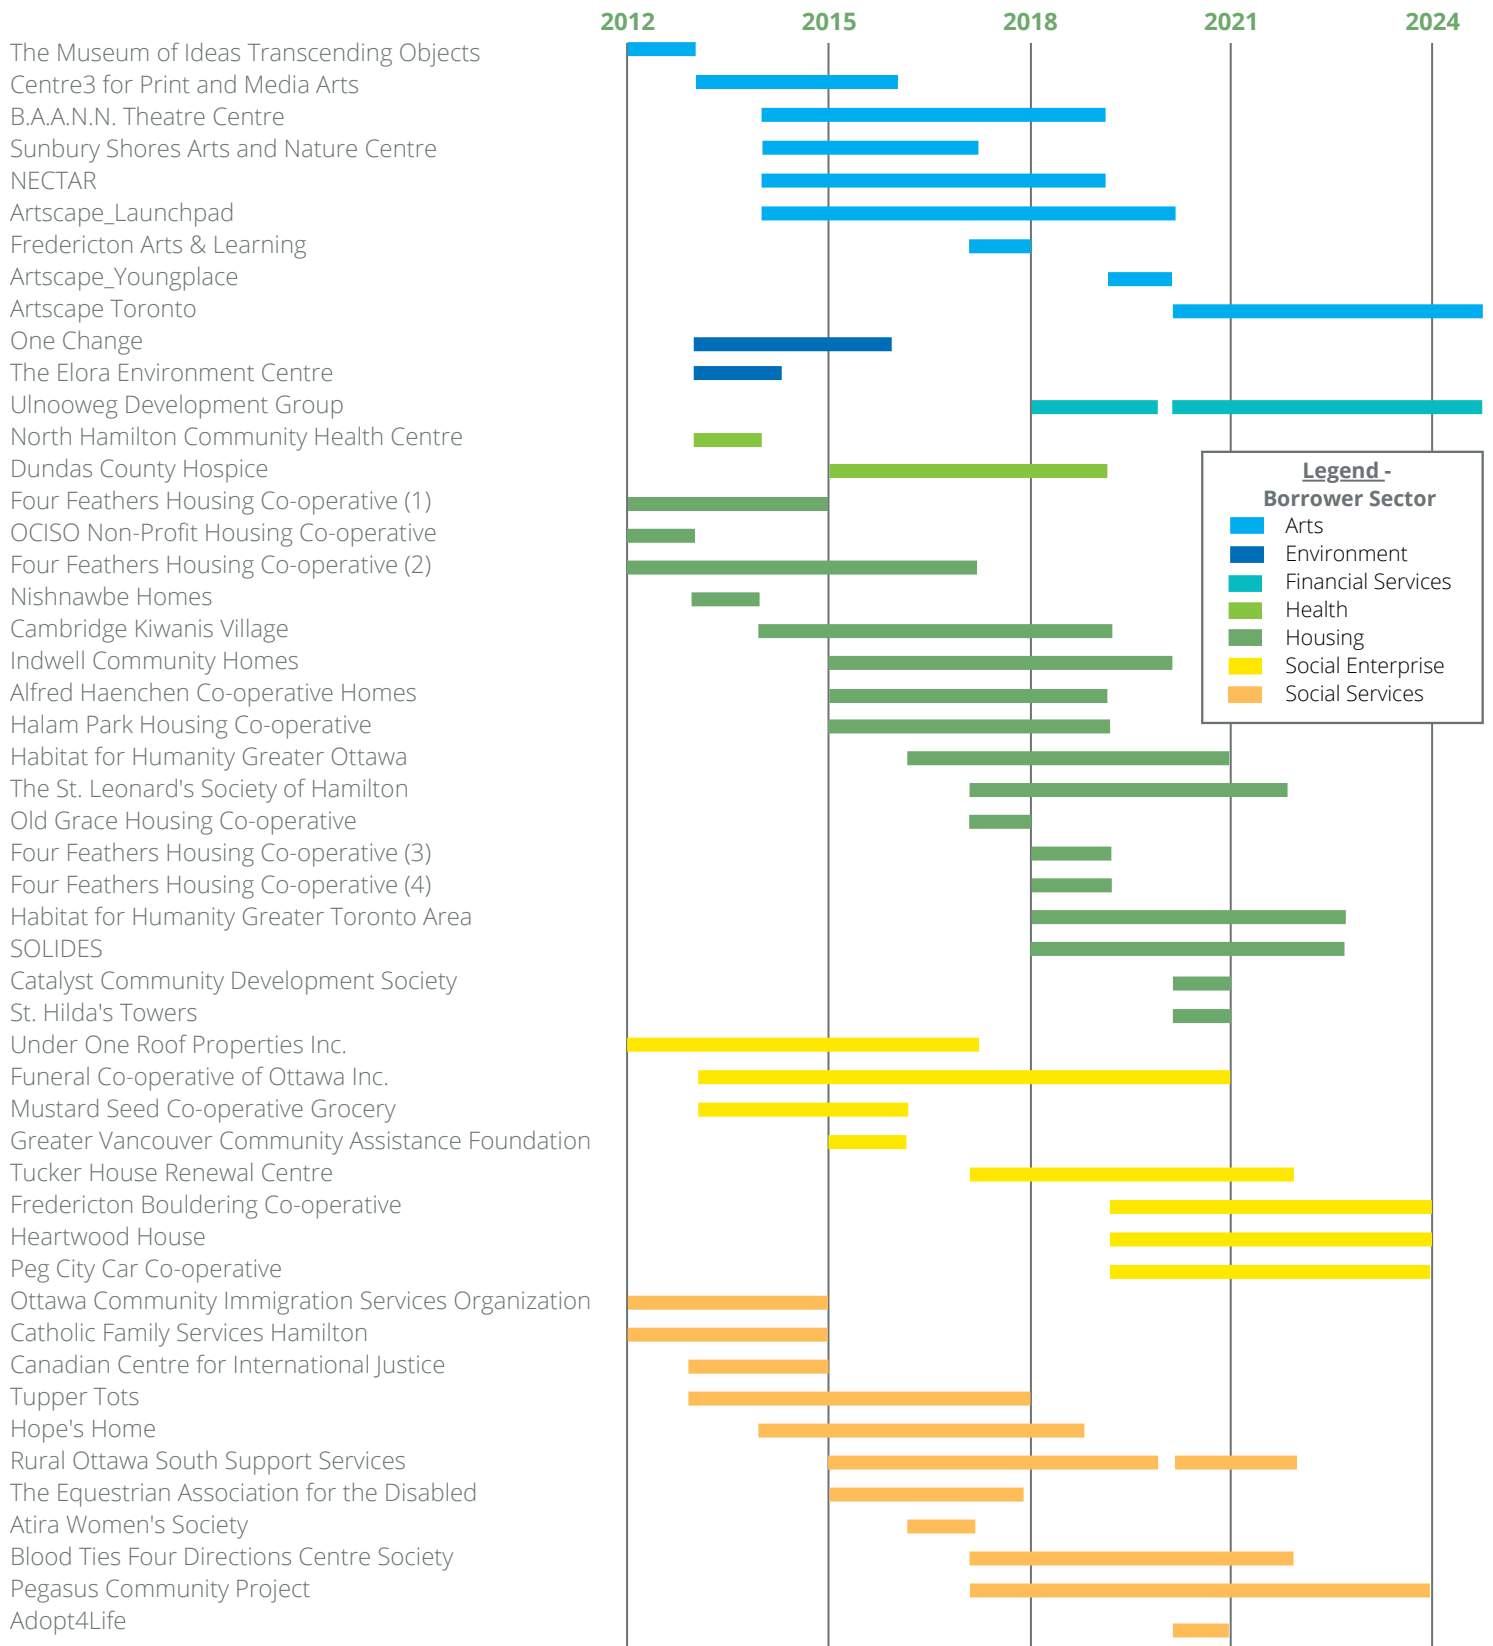 2012 2015 2018 2021 2024
The Museum of Ideas Transcending Objects
Centre3 for Print and Media Arts
B.A.A.N.N. Theatre Centre
Sunbury Shores Arts and Nature Centre
NECTAR
Artscape_Launchpad
Fredericton Arts & Learning
Artscape_Youngplace
Artscape Toronto
One Change
The Elora Environment Centre
Ulnooweg Development Group
North Hamilton Community Health Centre
Dundas County Hospice
Four Feathers Housing Co-operative (1)
OCISO Non-Profit Housing Co-operative
Four Feathers Housing Co-operative (2)
Nishnawbe Homes
Cambridge Kiwanis Village
Indwell Community Homes
Alfred Haenchen Co-operative Homes
Halam Park Housing Co-operative
Habitat for Humanity Greater Ottawa
The St. Leonard's Society of Hamilton
Old Grace Housing Co-operative
Four Feathers Housing Co-operative (3)
Four Feathers Housing Co-operative (4)
Habitat for Humanity Greater Toronto Area
SOLIDES
Catalyst Community Development Society
St. Hilda's Towers
Under One Roof Properties Inc.
Funeral Co-operative of Ottawa Inc.
Mustard Seed Co-operative Grocery
Greater Vancouver Community Assistance Foundation
Tucker House Renewal Centre
Fredericton Bouldering Co-operative
Heartwood House
Peg City Car Co-operative
Ottawa Community Immigration Services Organization
Catholic Family Services Hamilton
Canadian Centre for International Justice
Tupper Tots
Hope's Home
Rural Ottawa South Support Services
The Equestrian Association for the Disabled
Atira Women's Society
Blood Ties Four Directions Centre Society
Pegasus Community Project
Adopt4Life
Legend -
Borrower Sector
Arts
Environment
Financial Services
Health
Housing
Social Enterprise
Social Services